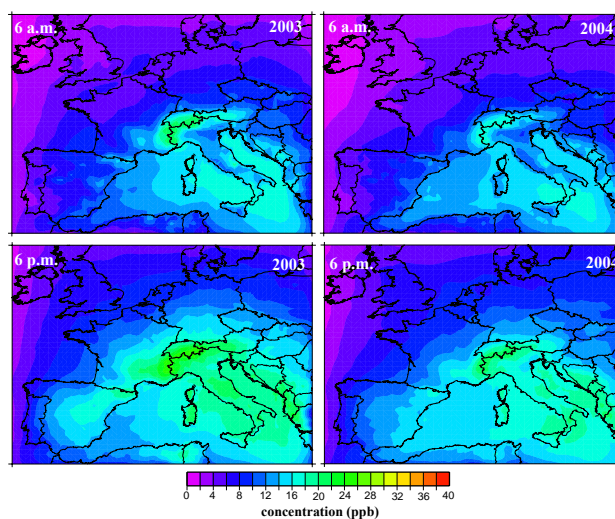 6 a.m. 2003
6 a.m. 2004
6 p.m. 2003
6 p.m. 2004
0 4 8 12 16 20 24 28 32 36 40
concentration (ppb)